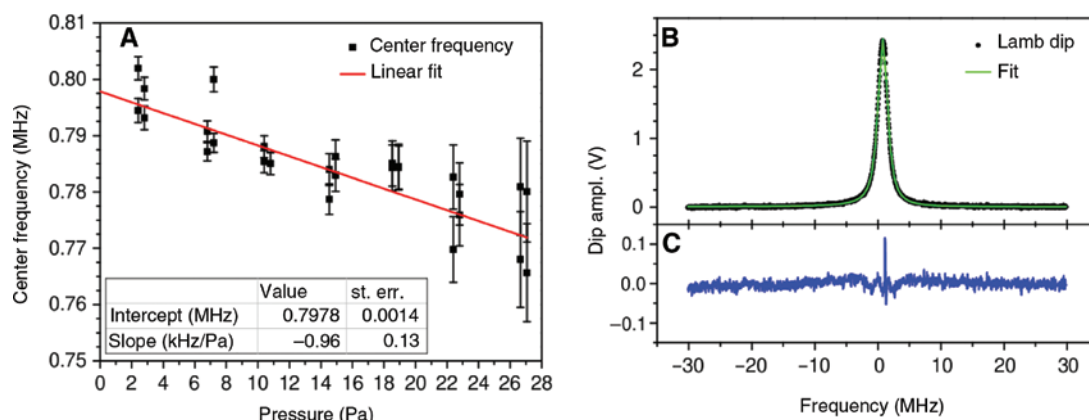 A
Center frequency
Linear fit
Center frequency (MHz)
0.81
0.80
0.79
0.78
0.77
0.76
0.75
Value st. err.
Intercept (MHz) 0.7978 0.0014
Slope (kHz/Pa) −0.96 0.13
0 2 4 6 8 10 12 14 16 18 20 22 24 26 28
Pressure (Pa)
B
Lamb dip
Fit
Dip ampl. (V)
2
1
0
C
0.1
0.0
−0.1
−30 −20 −10 0 10 20 30
Frequency (MHz)